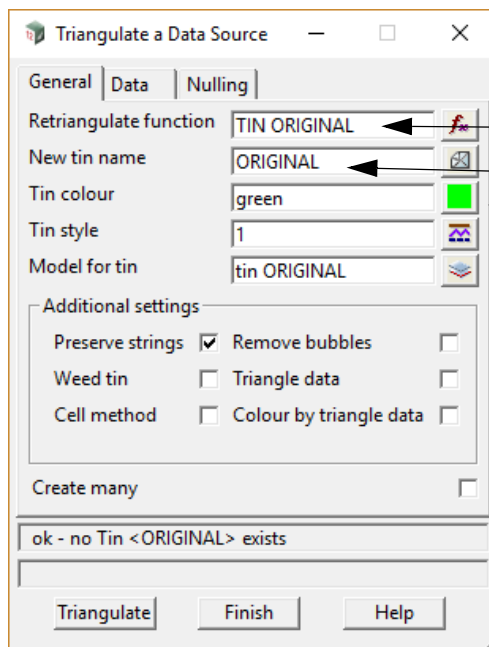 Triangulate a Data Source
General Data Nulling
Retriangulate function TIN ORIGINAL
New tin name ORIGINAL
Tin colour green
Tin style 1
Model for tin tin ORIGINAL
Additional settings
Preserve strings Remove bubbles
Weed tin Triangle data
Cell method Colour by triangle data
Create many
ok - no Tin <ORIGINAL> exists
Triangulate Finish Help